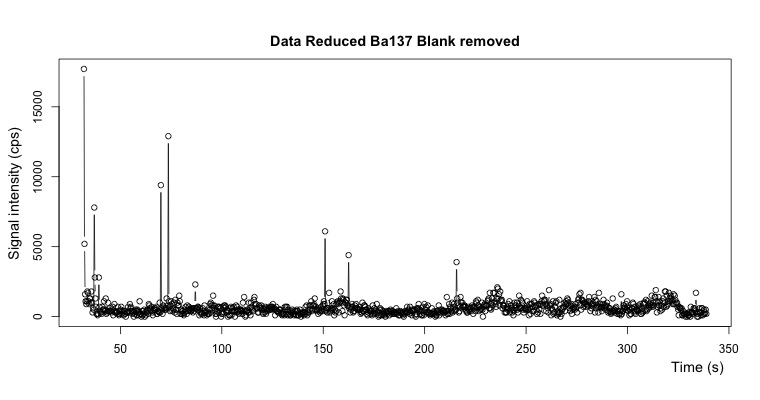 Data Reduced Ba137 Blank removed
Signal intensity (cps)
15000
10000
5000
0
50 100 150 200 250 300 350
Time (s)